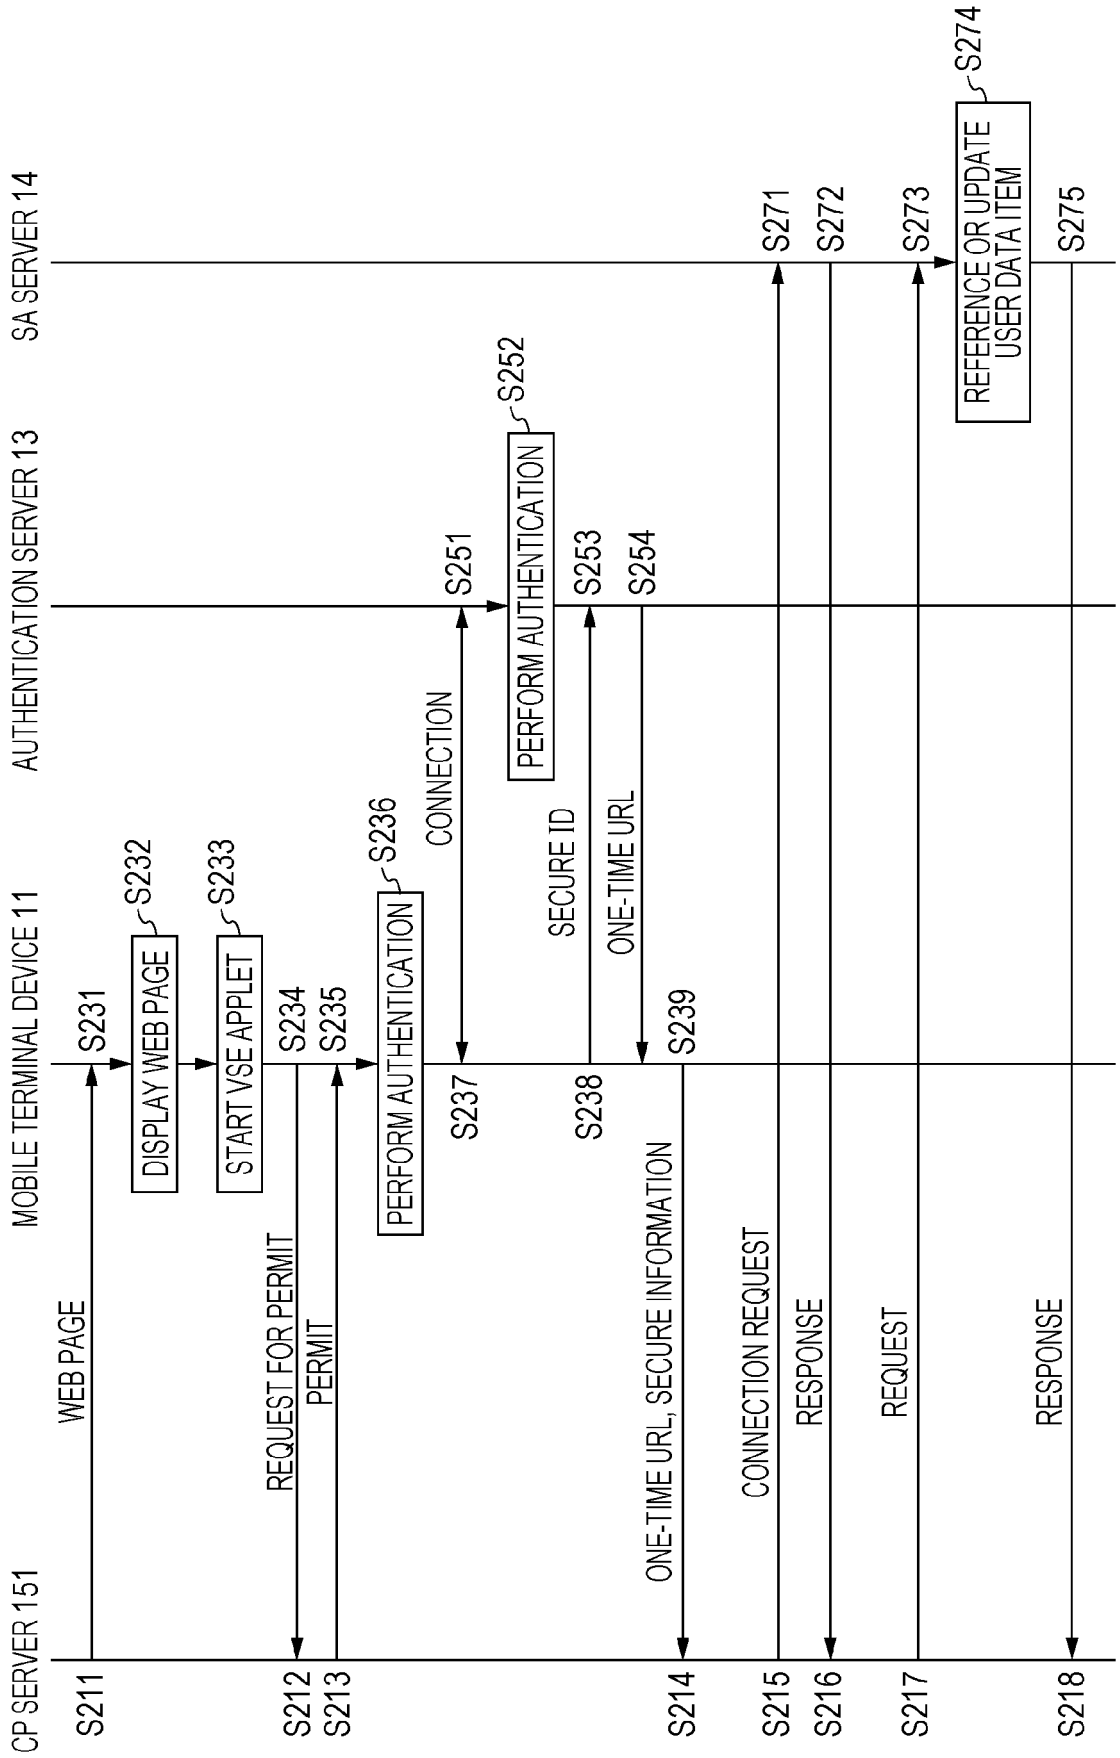 CP SERVER 151
MOBILE TERMINAL DEVICE 11
AUTHENTICATION SERVER 13
SA SERVER 14
S211
WEB PAGE
S231
DISPLAY WEB PAGE
S232
START VSE APPLET
S233
S212
REQUEST FOR PERMIT
S234
S213
PERMIT
S235
PERFORM AUTHENTICATION
S236
S237
CONNECTION
S251
PERFORM AUTHENTICATION
S252
S238
SECURE ID
S253
ONE-TIME URL
S254
S214
ONE-TIME URL, SECURE INFORMATION
S239
S215
CONNECTION REQUEST
S271
S216
RESPONSE
S272
S217
REQUEST
S273
REFERENCE OR UPDATE
USER DATA ITEM
S274
S218
RESPONSE
S275